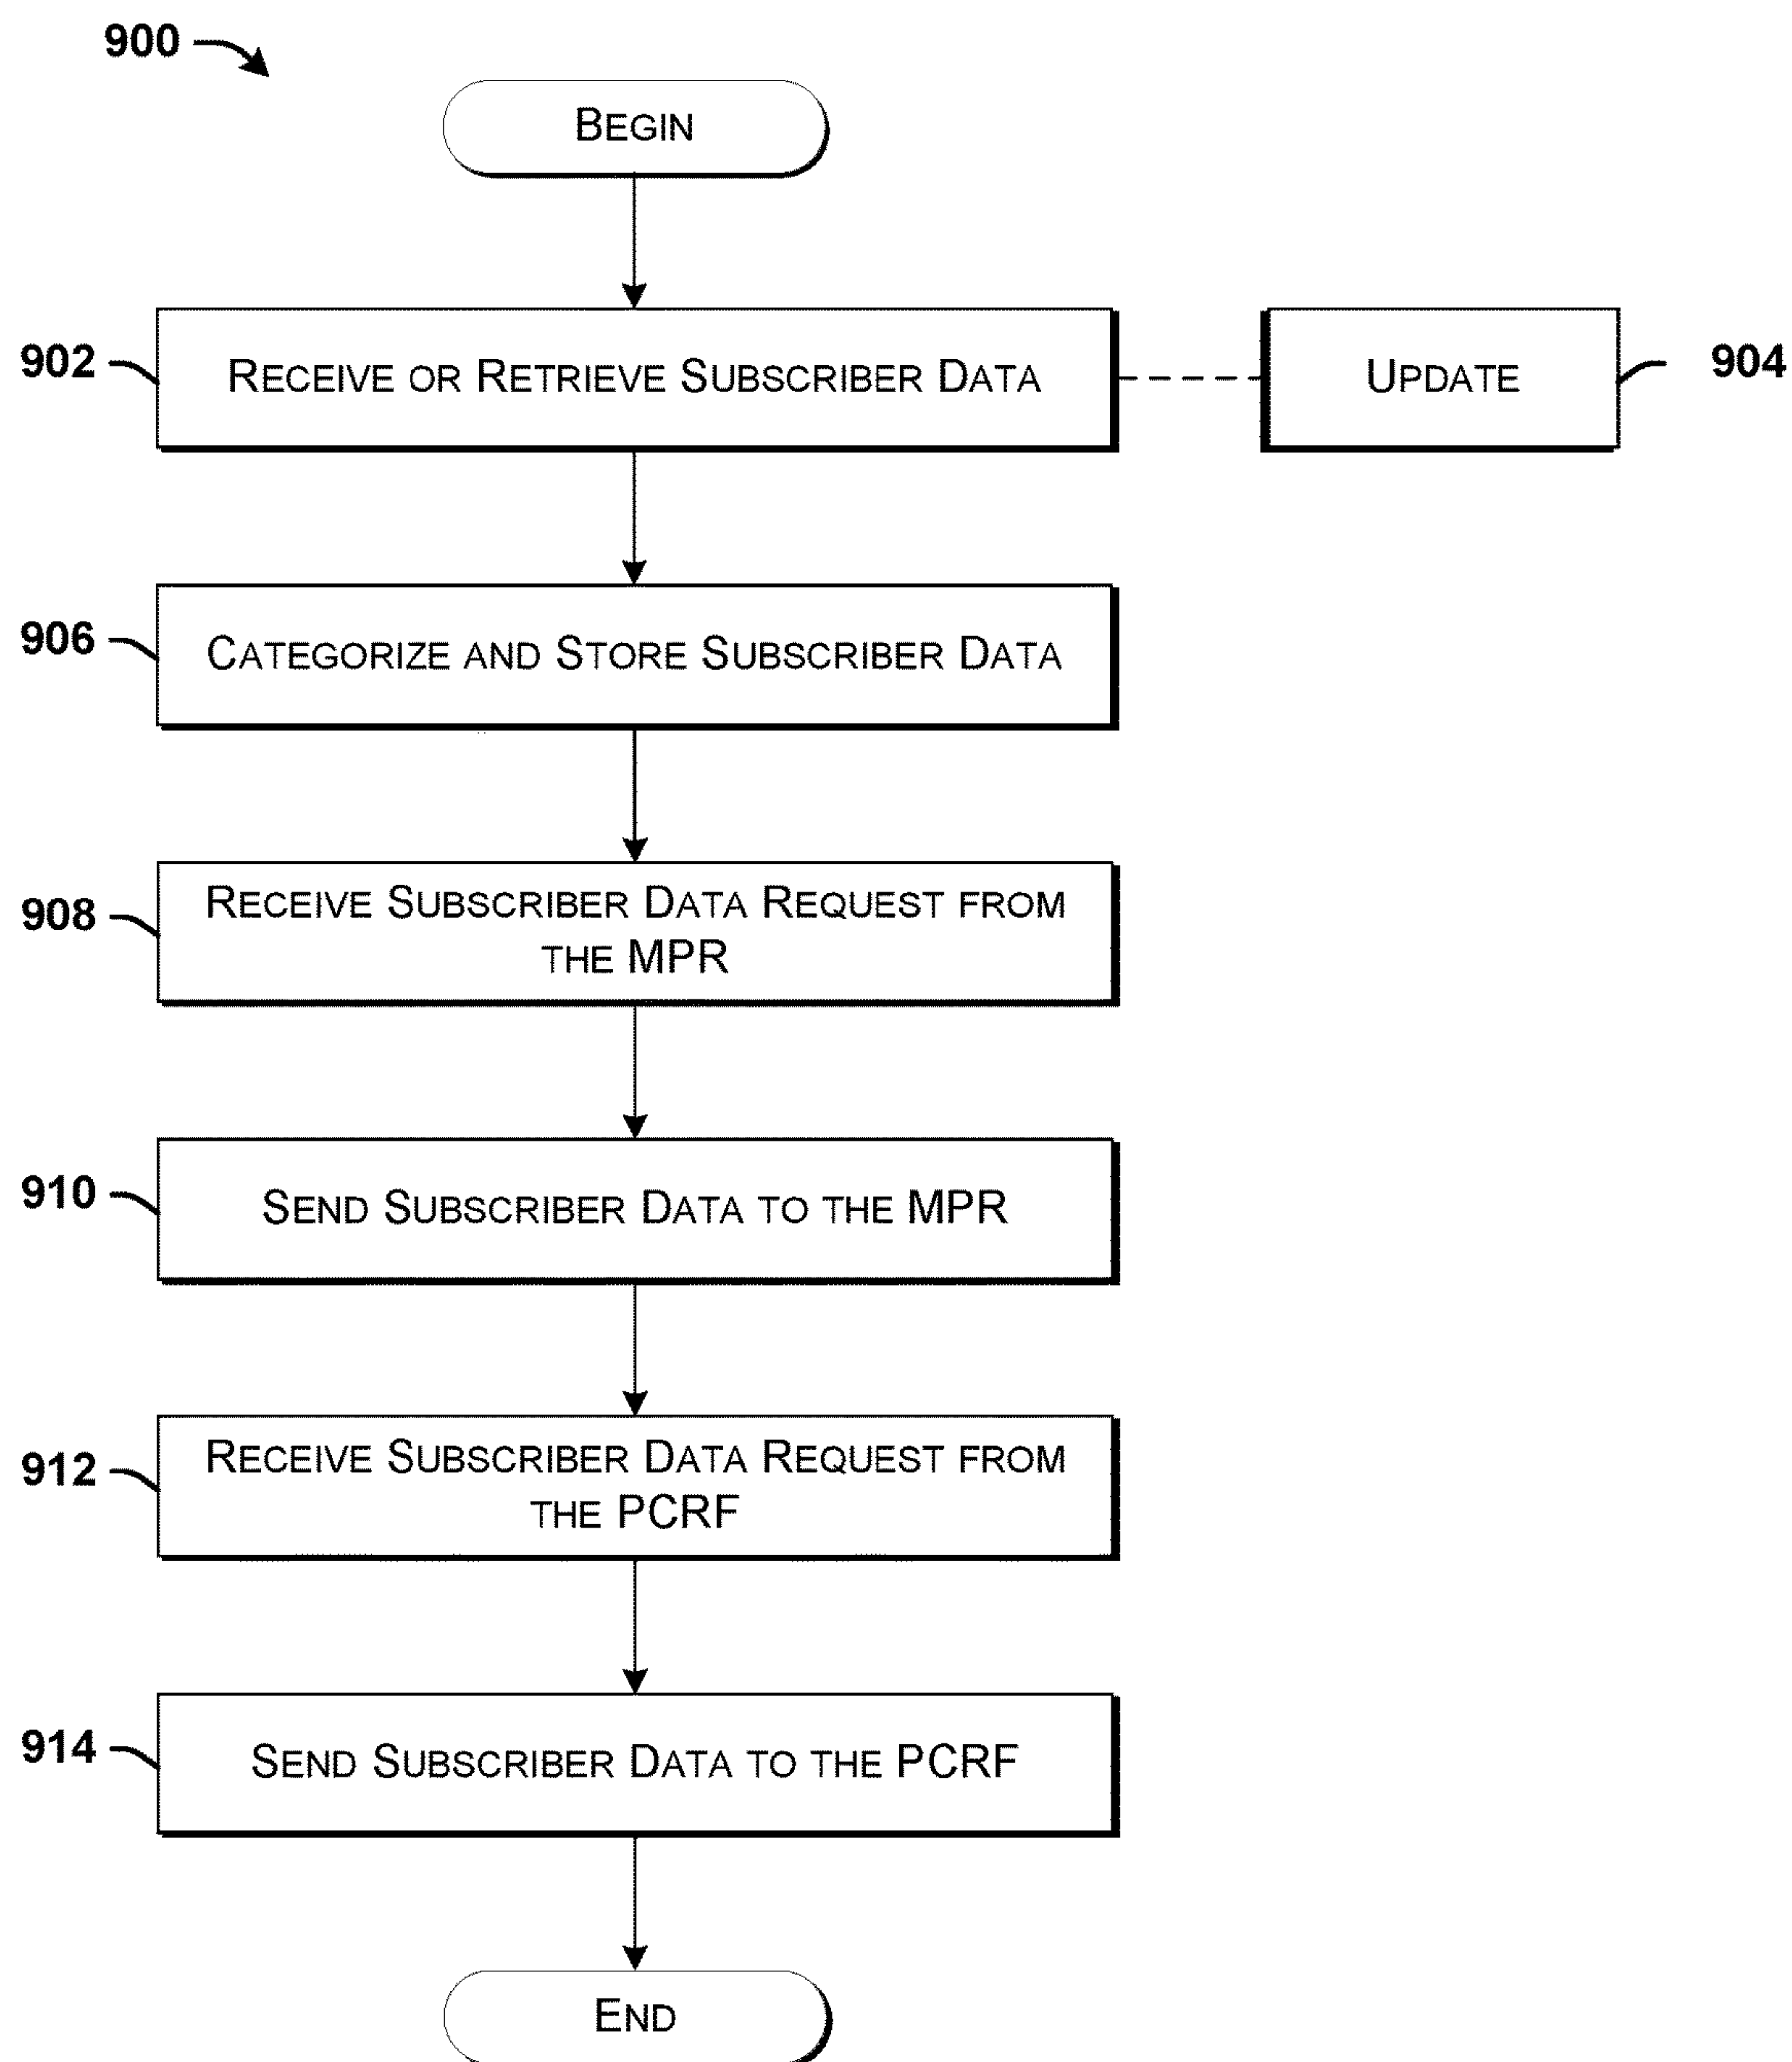 900
BEGIN
902
RECEIVE OR RETRIEVE SUBSCRIBER DATA
UPDATE
904
906
CATEGORIZE AND STORE SUBSCRIBER DATA
908
RECEIVE SUBSCRIBER DATA REQUEST FROM
THE MPR
910
SEND SUBSCRIBER DATA TO THE MPR
912
RECEIVE SUBSCRIBER DATA REQUEST FROM
THE PCRF
914
SEND SUBSCRIBER DATA TO THE PCRF
END